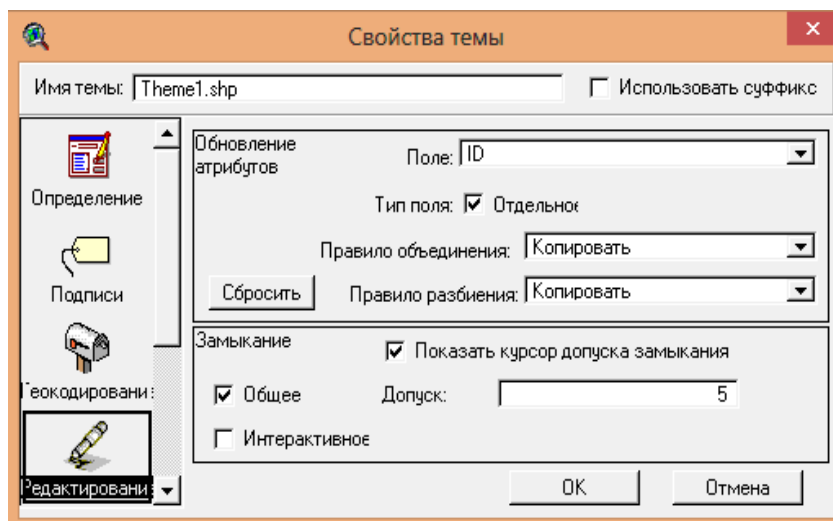 Свойства темы
Имя темы: Theme1.shp
Использовать суффикс
Определение
Подписи
Геокодировани
Редактировани
Обновление
атрибутов
Поле: ID
Тип поля: Отдельное
Правило объединения: Копировать
Сбросить Правило разбиения: Копировать
Замыкание
Показать курсор допуска замыкания
Общее Допуск: 5
Интерактивное
OK Отмена